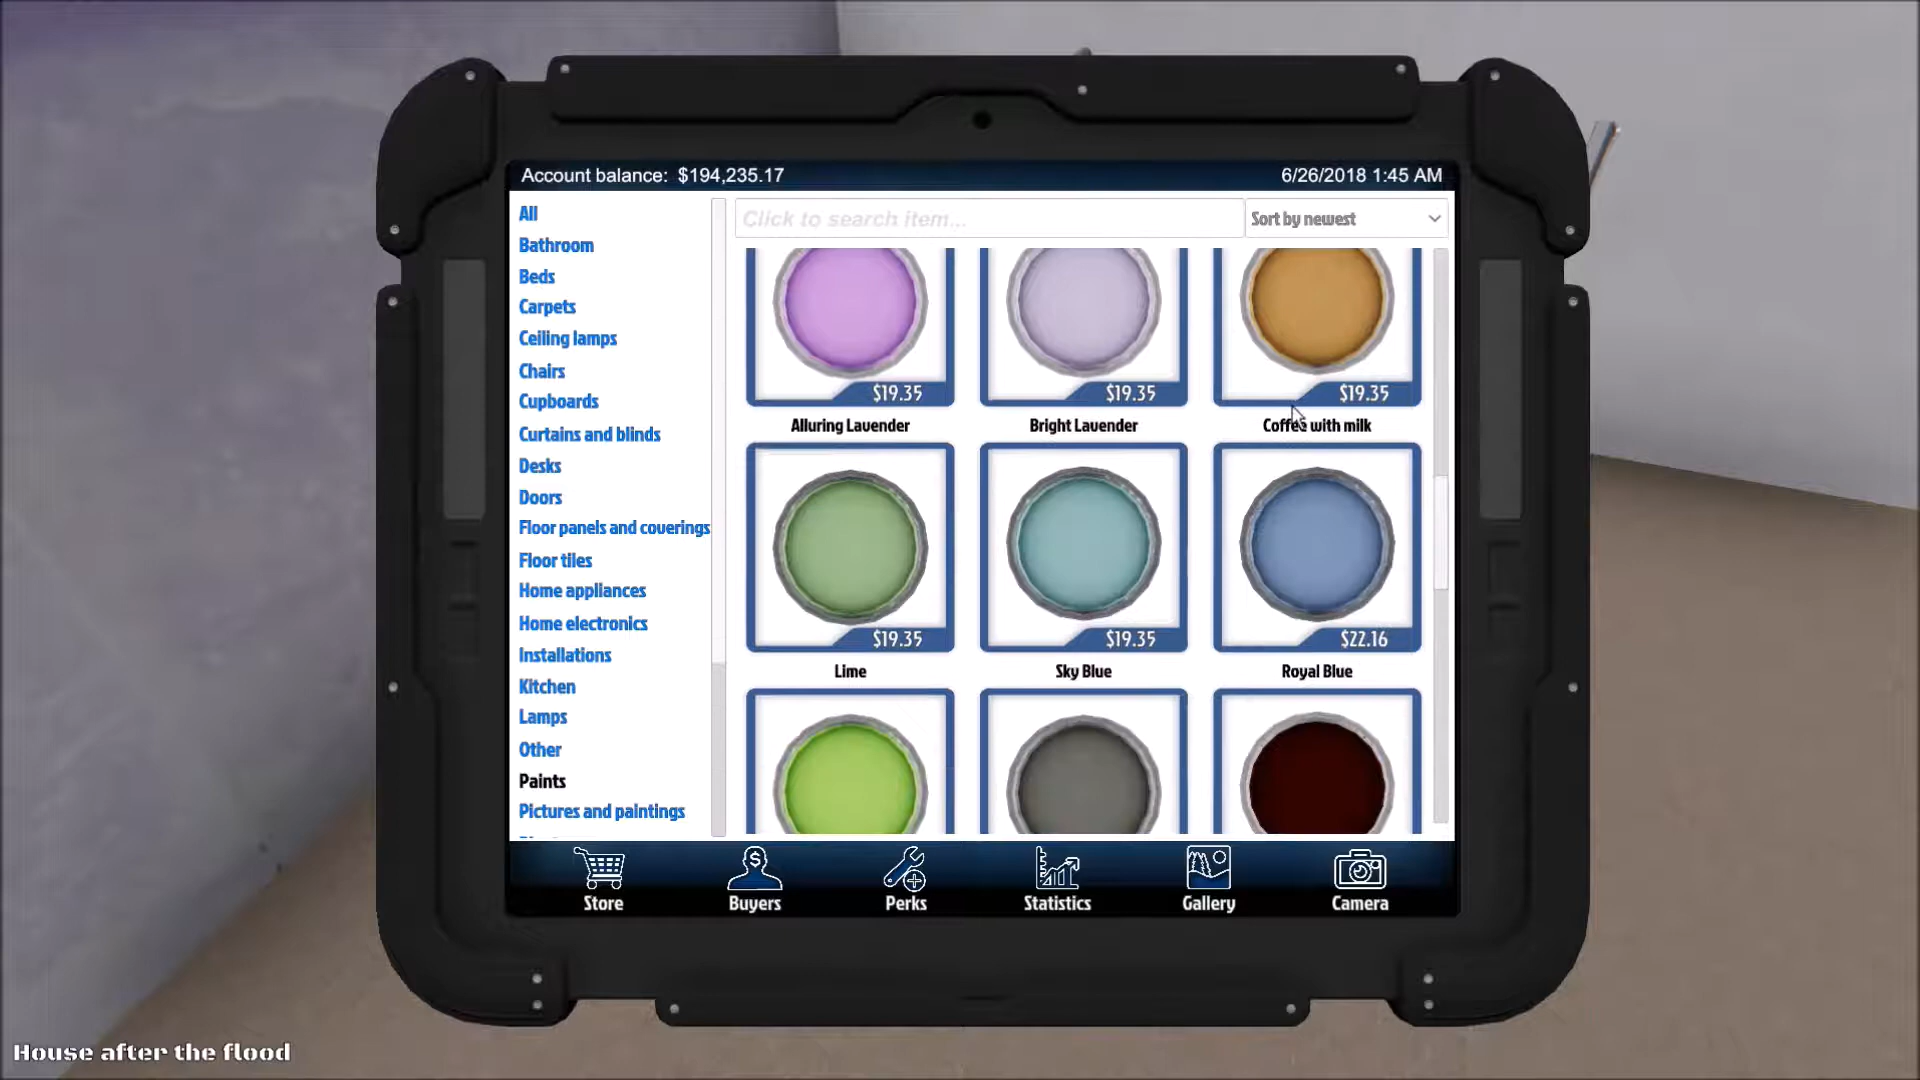 Account balance: $194,235.17
6/26/2018 1:45 AM
All
Bathroom
Beds
Carpets
Ceiling lamps
Chairs
Cupboards
Curtains and blinds
Desks
Doors
Floor panels and coverings
Floor tiles
Home appliances
Home electronics
Installations
Kitchen
Lamps
Other
Paints
Pictures and paintings
Click to search item...
Sort by newest
$19.35
$19.35
$19.35
Alluring Lavender
Bright Lavender
Coffee with milk
$19.35
$19.35
$22.16
Lime
Sky Blue
Royal Blue
Store
Buyers
Perks
Statistics
Gallery
Camera
House after the flood